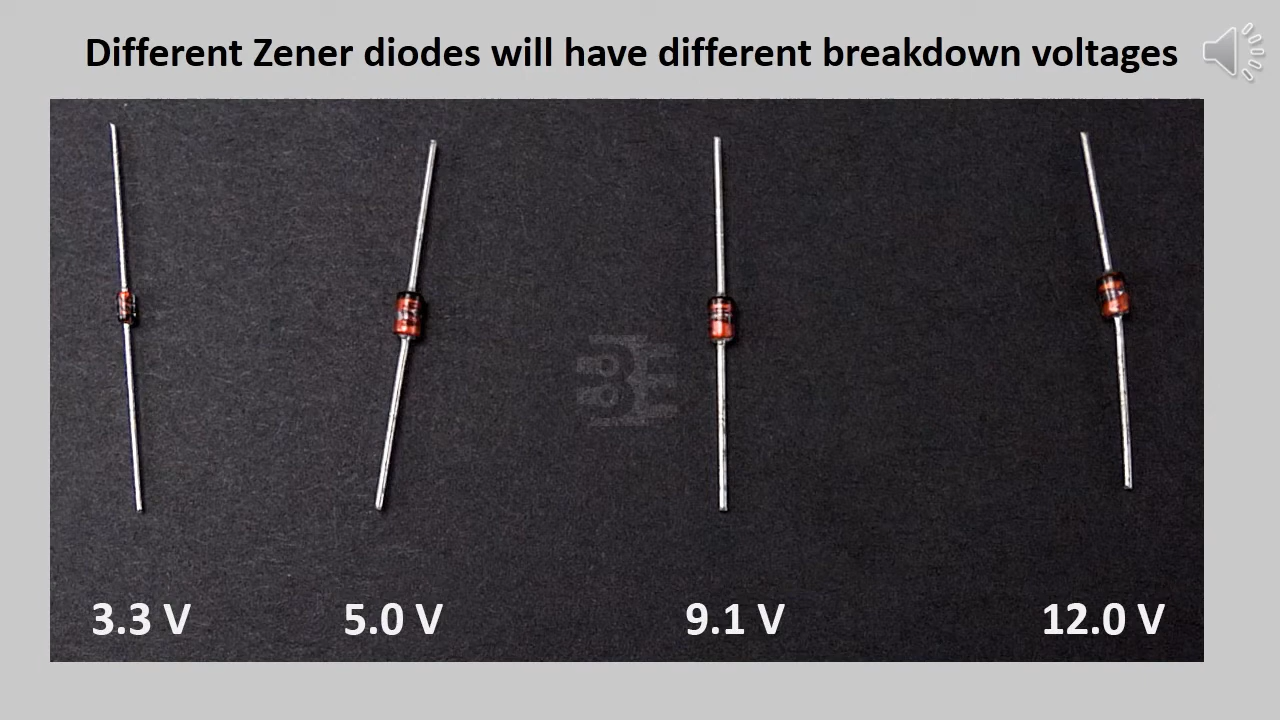 Different Zener diodes will have different breakdown voltages
3.3 V
5.0 V
9.1 V
12.0 V